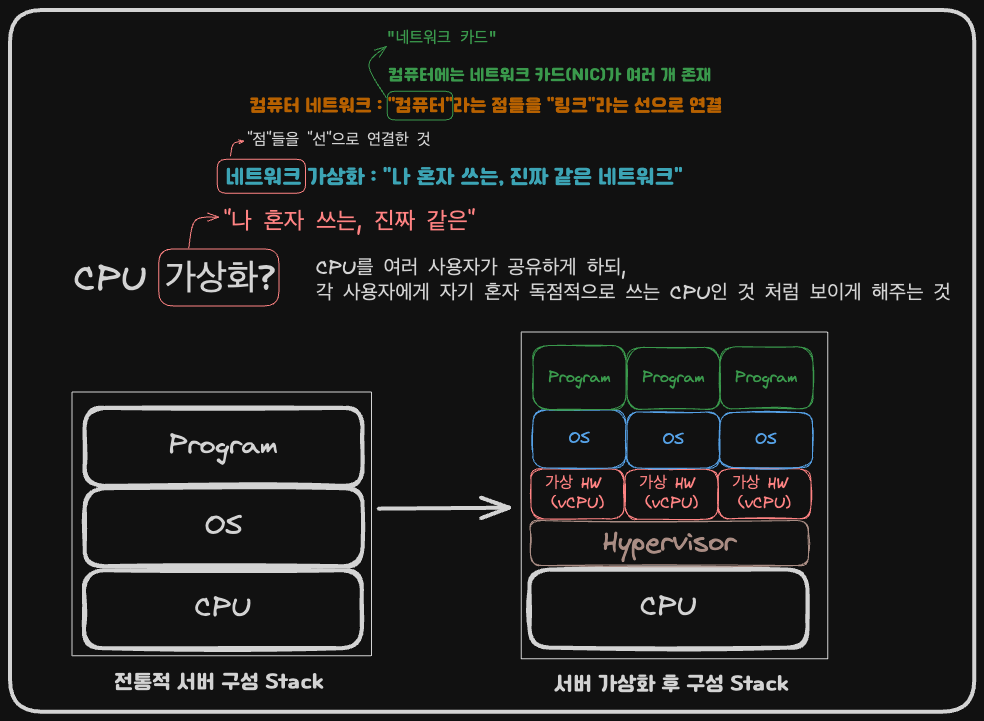 "네트워크 카드"
컴퓨터에는 네트워크 카드(NIC)가 여러 개 존재
컴퓨터 네트워크 : "컴퓨터"라는 점들을 "링크"라는 선으로 연결
"점"들을 "선"으로 연결한 것
네트워크 가상화 : "나 혼자 쓰는, 진짜 같은 네트워크"
"나 혼자 쓰는, 진짜 같은"
CPU 가상화?
CPU를 여러 사용자가 공유하게 하되,
각 사용자에게 자기 혼자 독점적으로 쓰는 CPU인 것 처럼 보이게 해주는 것
Program
OS
CPU
전통적 서버 구성 Stack
Program Program Program
OS OS OS
가상 HW 가상 HW 가상 HW
(vCPU) (vCPU) (vCPU)
Hypervisor
CPU
서버 가상화 후 구성 Stack